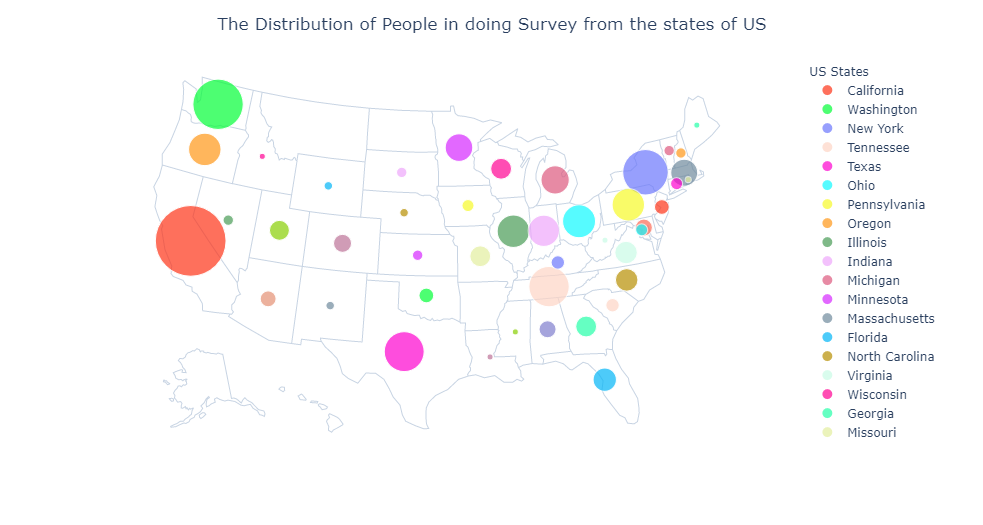 The Distribution of People in doing Survey from the states of US
US States
California
Washington
New York
Tennessee
Texas
Ohio
Pennsylvania
Oregon
Illinois
Indiana
Michigan
Minnesota
Massachusetts
Florida
North Carolina
Virginia
Wisconsin
Georgia
Missouri